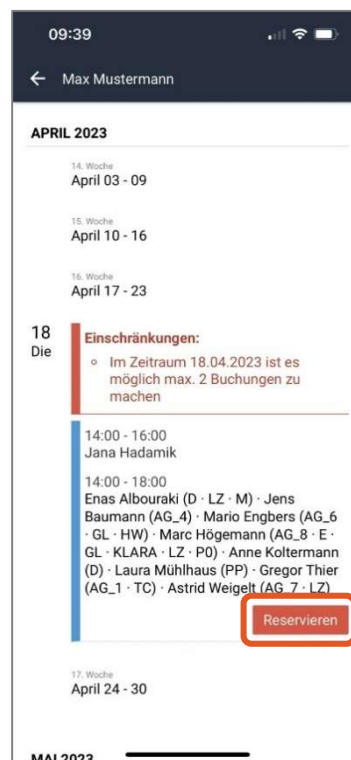 09:39
Max Mustermann
APRIL 2023
14. Woche
April 03 - 09
15. Woche
April 10 - 16
16. Woche
April 17 - 23
18
Die
Einschränkungen:
Im Zeitraum 18.04.2023 ist es
möglich max. 2 Buchungen zu
machen
14:00 - 16:00
Jana Hadamik
14:00 - 18:00
Enas Albouraki (D · LZ · M) · Jens
Baumann (AG_4) · Mario Engbers (AG_6
· GL · HW) · Marc Högemann (AG_8 · E ·
GL · KLARA · LZ · P0) · Anne Koltermann
(D) · Laura Mühlhaus (PP) · Gregor Thier
(AG_1 · TC) · Astrid Weigelt (AG_7 · LZ)
Reservieren
17. Woche
April 24 - 30
MAI 2023